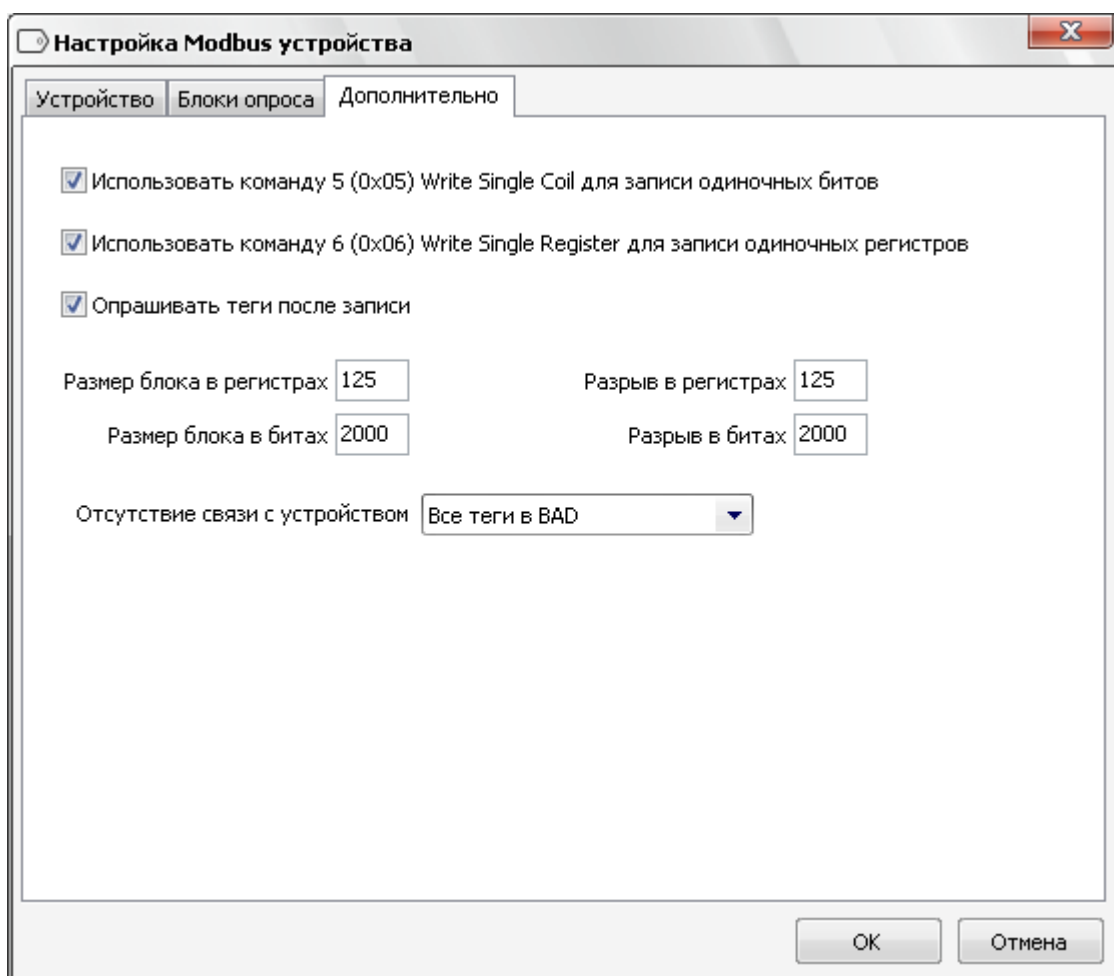 Настройка Modbus устройства
Устройство Блоки опроса Дополнительно
Использовать команду 5 (0x05) Write Single Coil для записи одиночных битов
Использовать команду 6 (0x06) Write Single Register для записи одиночных регистров
Опрашивать теги после записи
Размер блока в регистрах 125 Разрыв в регистрах 125
Размер блока в битах 2000 Разрыв в битах 2000
Отсутствие связи с устройством Все теги в BAD
OK Отмена